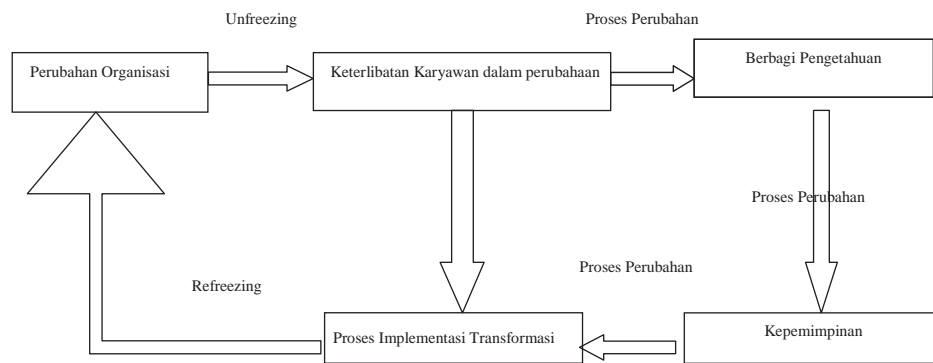 Unfreezing
Proses Perubahan
Perubahan Organisasi
Keterlibatan Karyawan dalam perubahaan
Berbagi Pengetahuan
Proses Perubahan
Proses Perubahan
Refreezing
Proses Implementasi Transformasi
Kepemimpinan